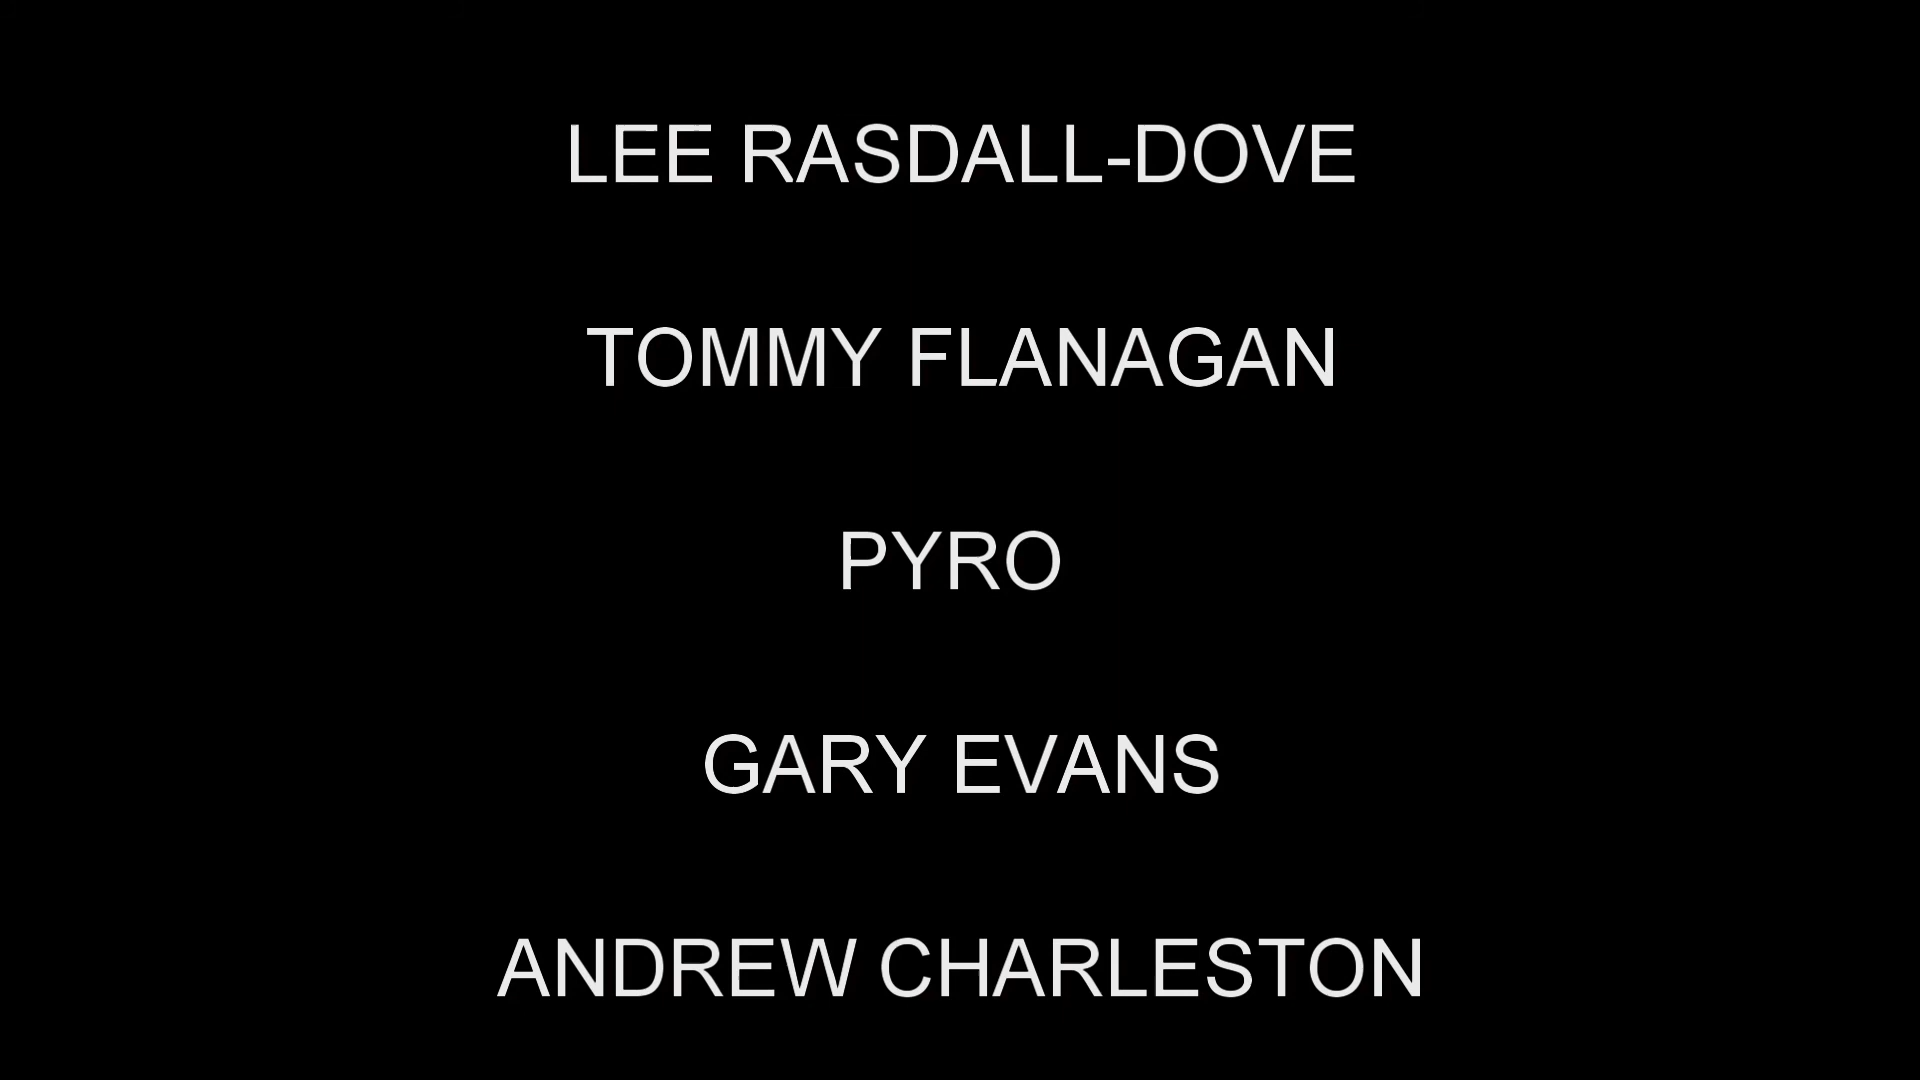 LEE RASDALL-DOVE
TOMMY FLANAGAN
PYRO
GARY EVANS
ANDREW CHARLESTON